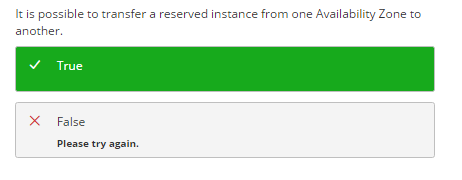 It is possible to transfer a reserved instance from one Availability Zone to
another.
True
False
Please try again.